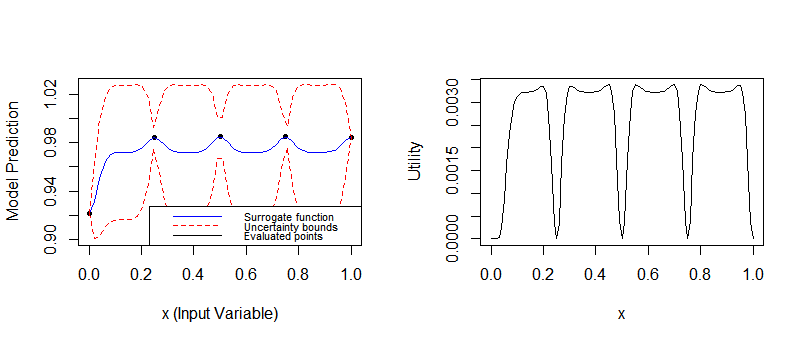 Model Prediction
1.02
0.98
0.94
0.90
Surrogate function
Uncertainty bounds
Evaluated points
0.0 0.2 0.4 0.6 0.8 1.0
x (Input Variable)
Utility
0.0030
0.0015
0.0000
0.0 0.2 0.4 0.6 0.8 1.0
x